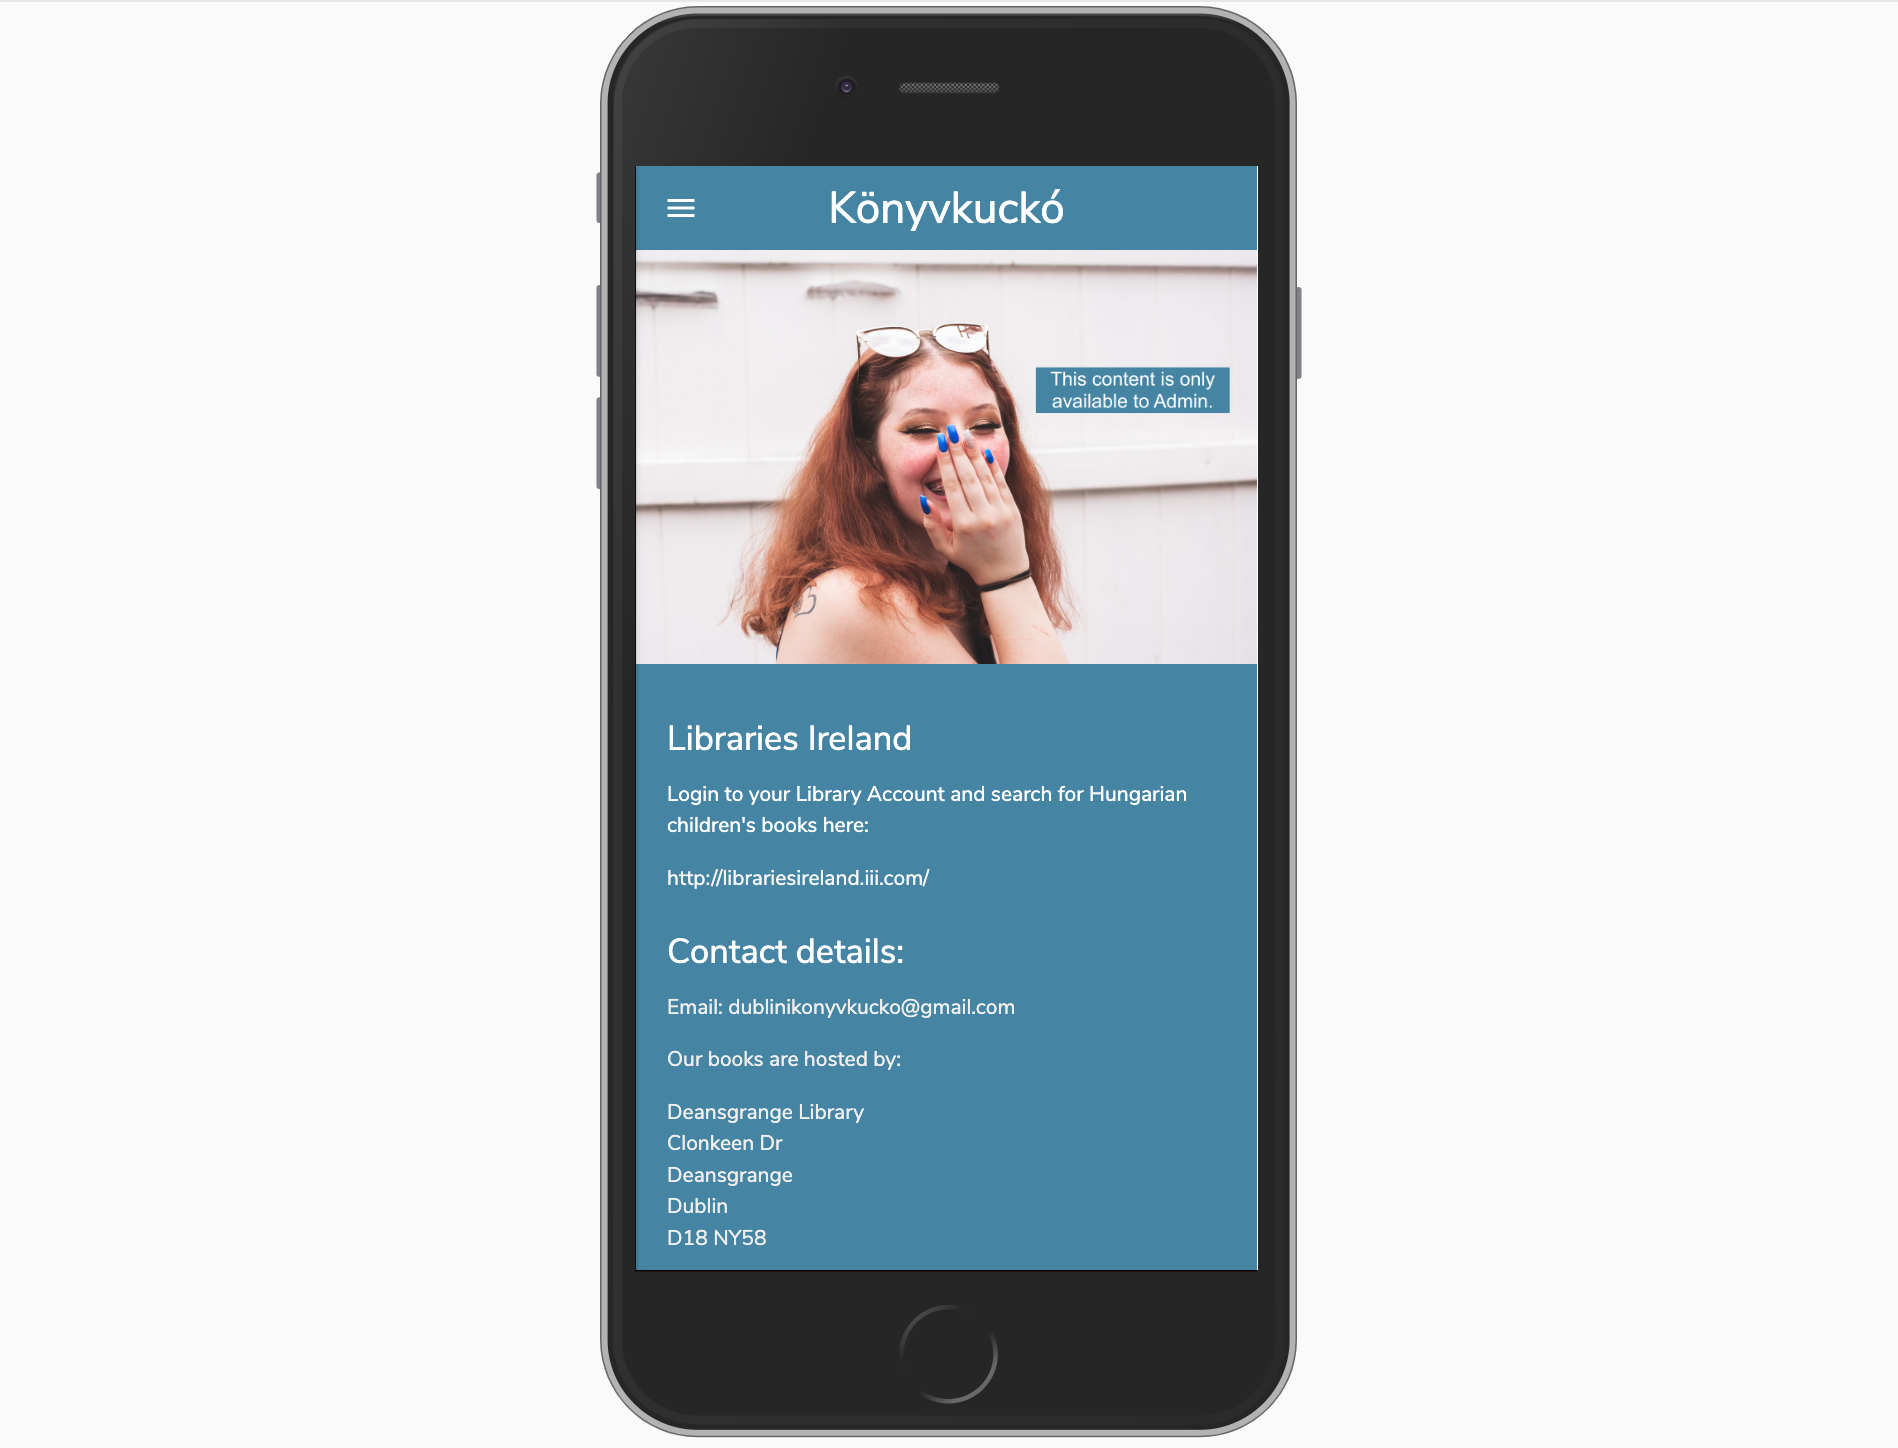 Könyvkuckó
This content is only
available to Admin.
Libraries Ireland
Login to your Library Account and search for Hungarian
children's books here:
http://librariesireland.iii.com/
Contact details:
Email: dublinikonyvkucko@gmail.com
Our books are hosted by:
Deansgrange Library
Clonkeen Dr
Deansgrange
Dublin
D18 NY58